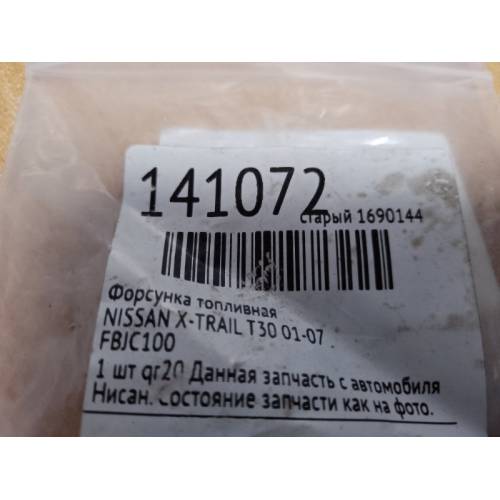 141072
старый 1690144
Форсунка топливная
NISSAN X-TRAIL T30 01-07
FBJC100
1 шт qr20 Данная запчасть с автомобиля
Нисан. Состояние запчасти как на фото.